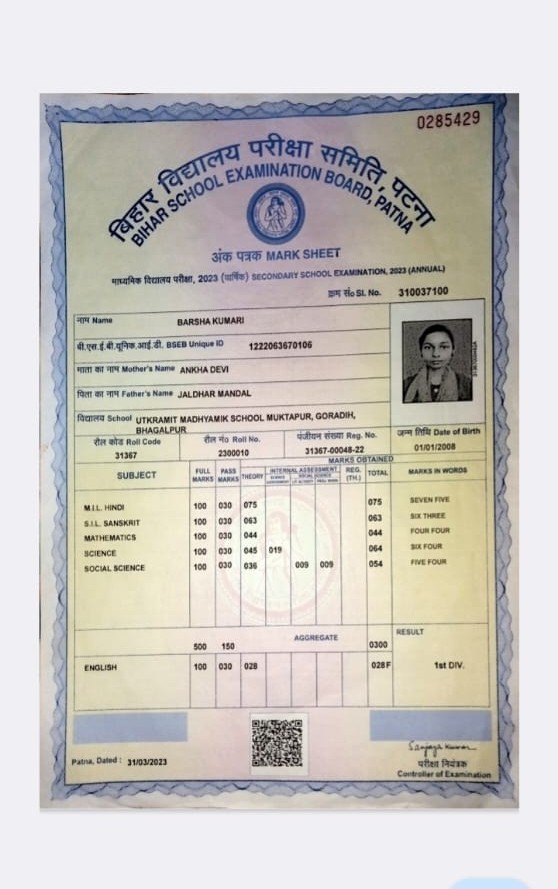 0285429
बिहार विद्यालय परीक्षा समिति, पटना
BIHAR SCHOOL EXAMINATION BOARD, PATNA
अंक पत्रक MARK SHEET
माध्यमिक विद्यालय परीक्षा, 2023 (वार्षिक) SECONDARY SCHOOL EXAMINATION, 2023 (ANNUAL)
क्रम सं० Sl. No. 310037100
नाम Name BARSHA KUMARI
बी.एस.ई.बी.यूनिक.आई.डी. BSEB Unique ID 1222063670106
माता का नाम Mother's Name ANKHA DEVI
पिता का नाम Father's Name JALDHAR MANDAL
विद्यालय School UTKRAMIT MADHYAMIK SCHOOL MUKTAPUR, GORADIH,
BHAGALPUR
रौल कोड Roll Code रौल नं० Roll No. पंजीयन संख्या Reg. No. जन्म तिथि Date of Birth
31367 2300010 31367-00048-22 01/01/2008
MARKS OBTAINED
SUBJECT FULL MARKS PASS MARKS THEORY INTERNAL ASSESSMENT REG. (TH.) TOTAL MARKS IN WORDS
M.I.L. HINDI 100 030 075 075 SEVEN FIVE
S.I.L. SANSKRIT 100 030 063 063 SIX THREE
MATHEMATICS 100 030 044 044 FOUR FOUR
SCIENCE 100 030 045 019 064 SIX FOUR
SOCIAL SCIENCE 100 030 036 009 009 054 FIVE FOUR
500 150 AGGREGATE 0300 RESULT
ENGLISH 100 030 028 028F 1st DIV.
Patna, Dated : 31/03/2023
Sanjay Kumar
परीक्षा नियंत्रक
Controller of Examination